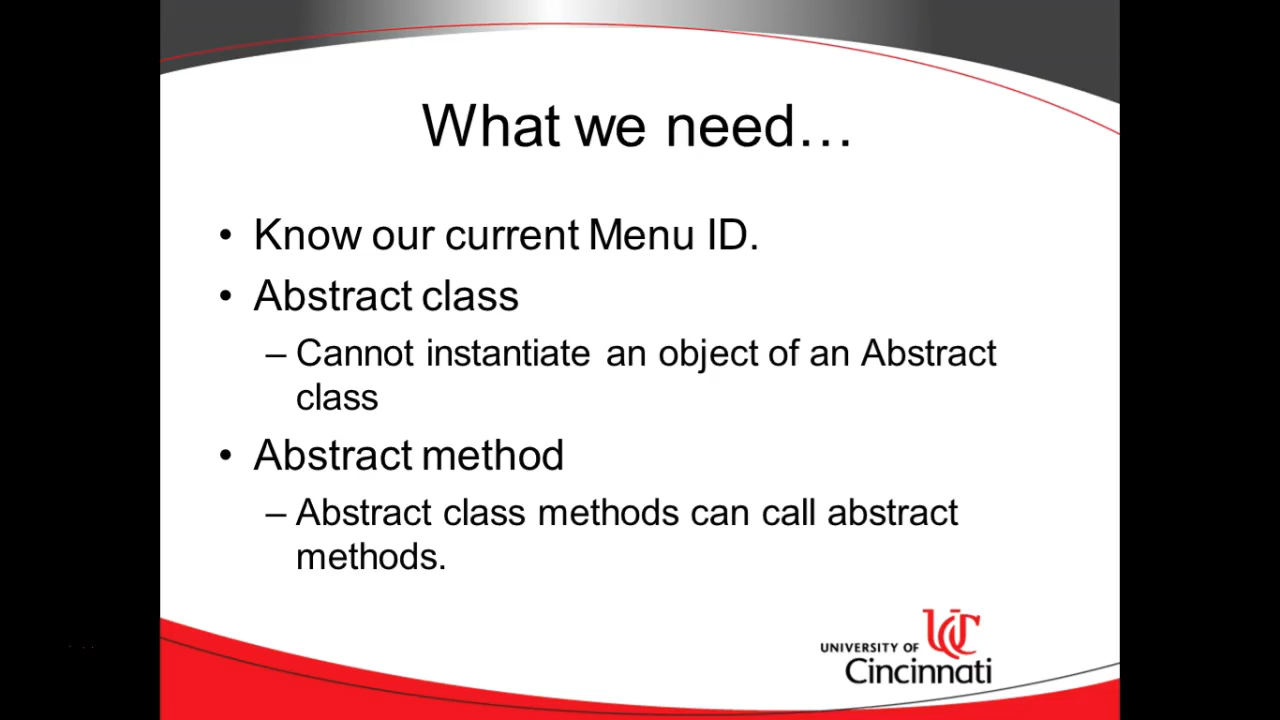 What we need…
• Know our current Menu ID.
• Abstract class
– Cannot instantiate an object of an Abstract
class
• Abstract method
– Abstract class methods can call abstract
methods.
UC
UNIVERSITY OF
Cincinnati